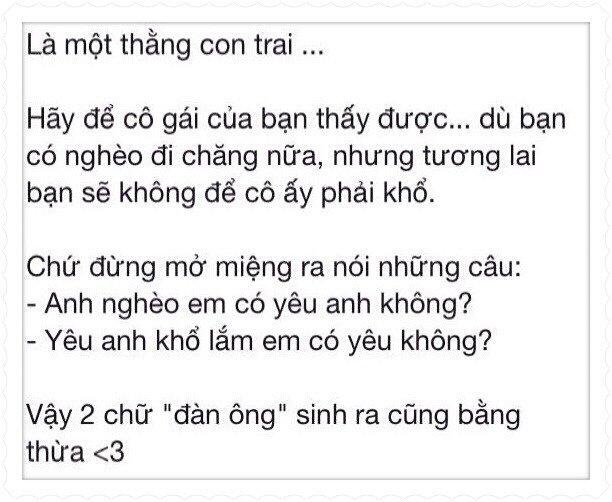 Là một thằng con trai ...
Hãy để cô gái của bạn thấy được... dù bạn
có nghèo đi chăng nữa, nhưng tương lai
bạn sẽ không để cô ấy phải khổ.
Chứ đừng mở miệng ra nói những câu:
- Anh nghèo em có yêu anh không?
- Yêu anh khổ lắm em có yêu không?
Vậy 2 chữ "đàn ông" sinh ra cũng bằng
thừa <3